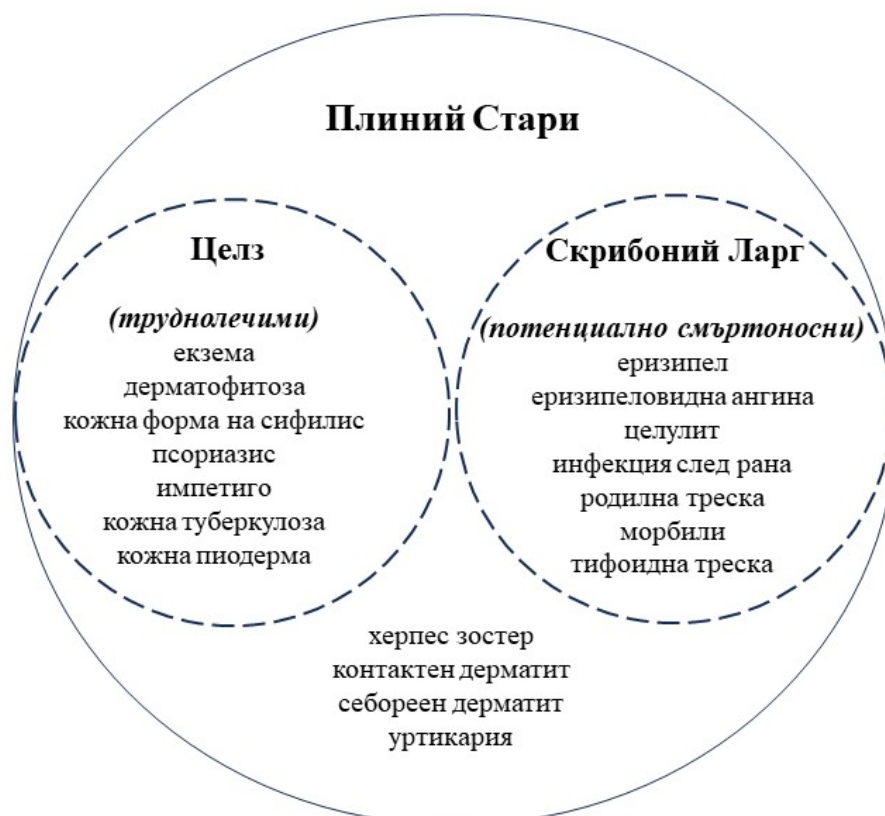 Плиний Стари
Целз
(труднолечими)
екзема
дерматофитоза
кожна форма на сифилис
псориазис
импетиго
кожна туберкулоза
кожна пиодерма
Скрибоний Ларг
(потенциално смъртоносни)
еризипел
еризипеловидна ангина
целулит
инфекция след рана
родилна треска
морбили
тифоидна треска
херпес зостер
контактен дерматит
себореен дерматит
уртикария